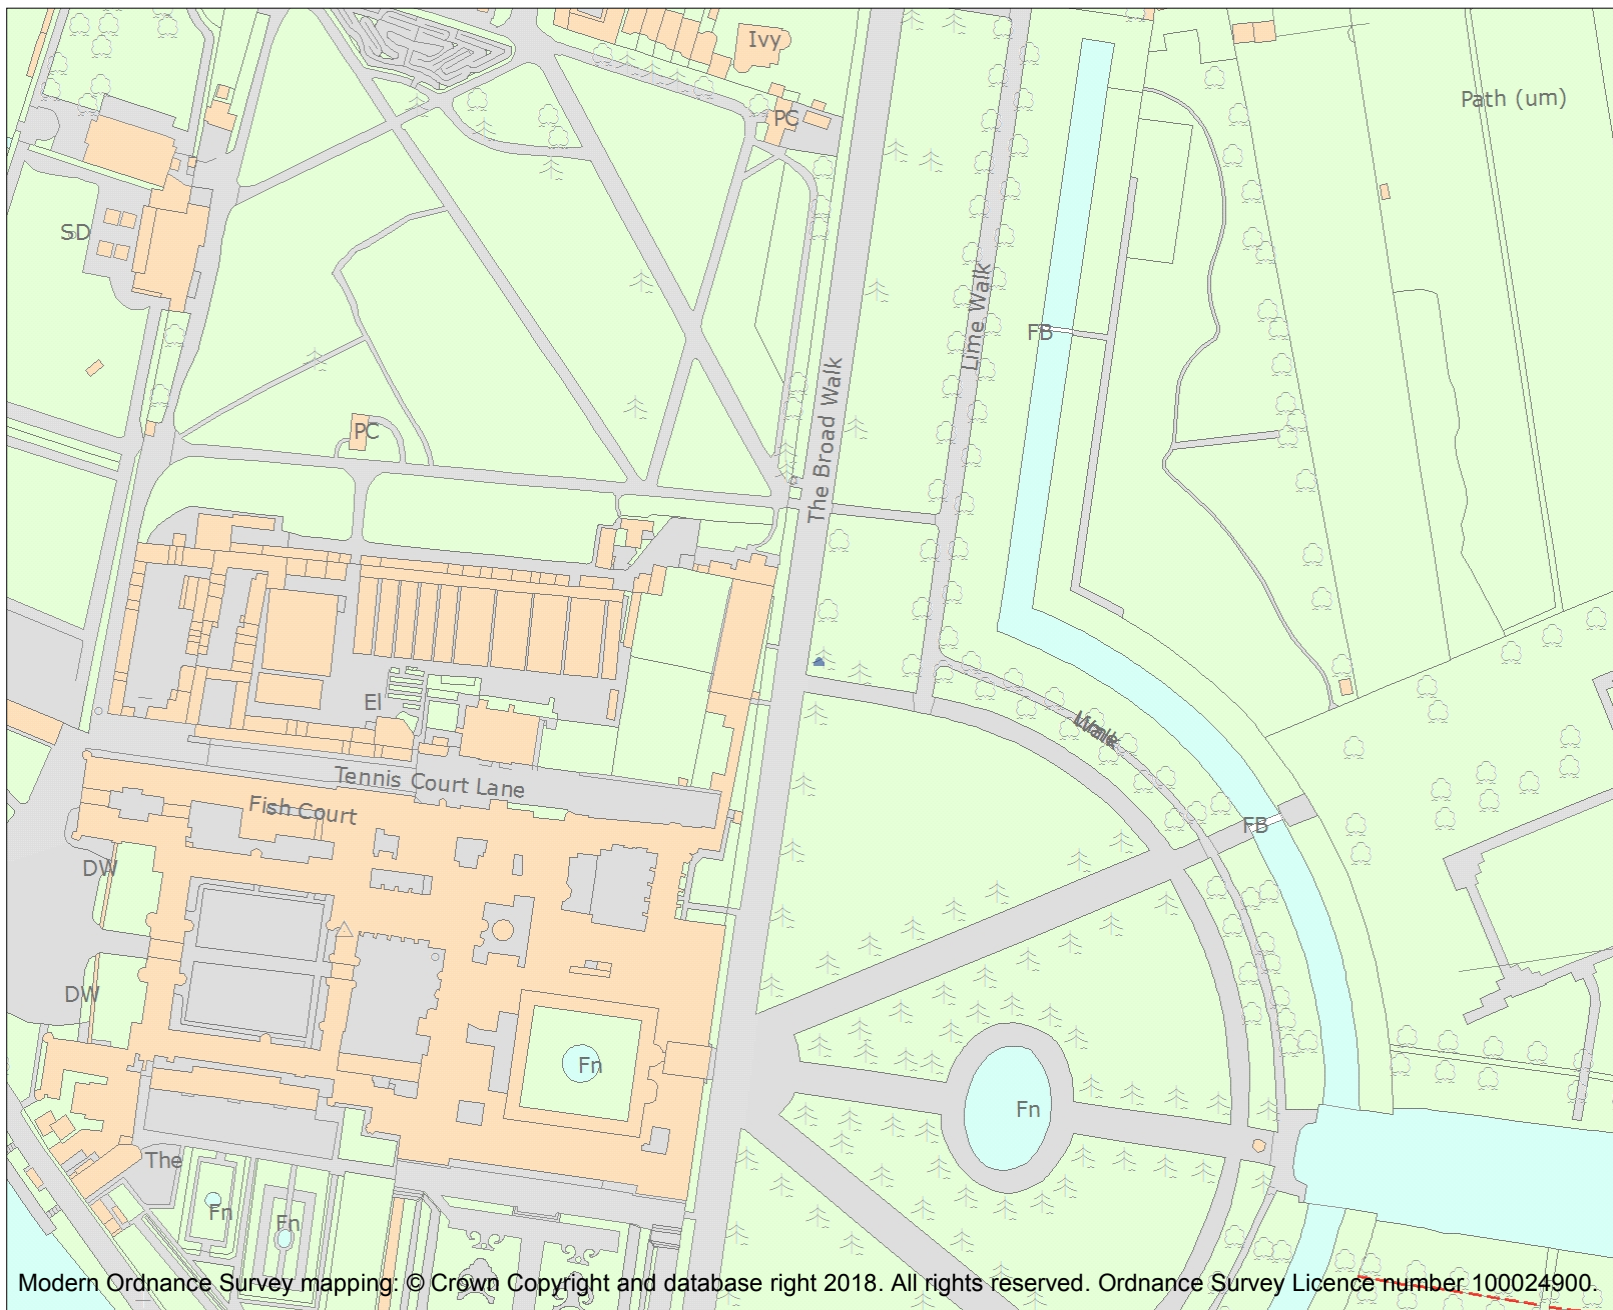 Ivy
Path (um)
PC
SD
Lime Walk
FB
The Broad Walk
PC
El
Walk
Tennis Court Lane
Fish Court
FB
DW
DW
Fn
Fn
The
Fn
Fn
Modern Ordnance Survey mapping: © Crown Copyright and database right 2018. All rights reserved. Ordnance Survey Licence number 100024900.